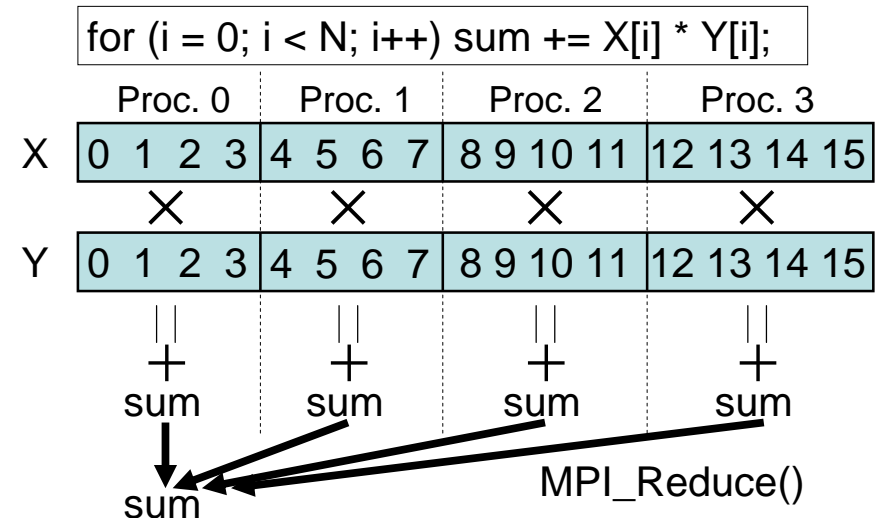 for (i = 0; i < N; i++) sum += X[i] * Y[i];
Proc. 0 Proc. 1 Proc. 2 Proc. 3
X 0 1 2 3 4 5 6 7 8 9 10 11 12 13 14 15
× × × ×
Y 0 1 2 3 4 5 6 7 8 9 10 11 12 13 14 15
|| || || ||
+ + + +
sum sum sum sum
MPI_Reduce()
sum